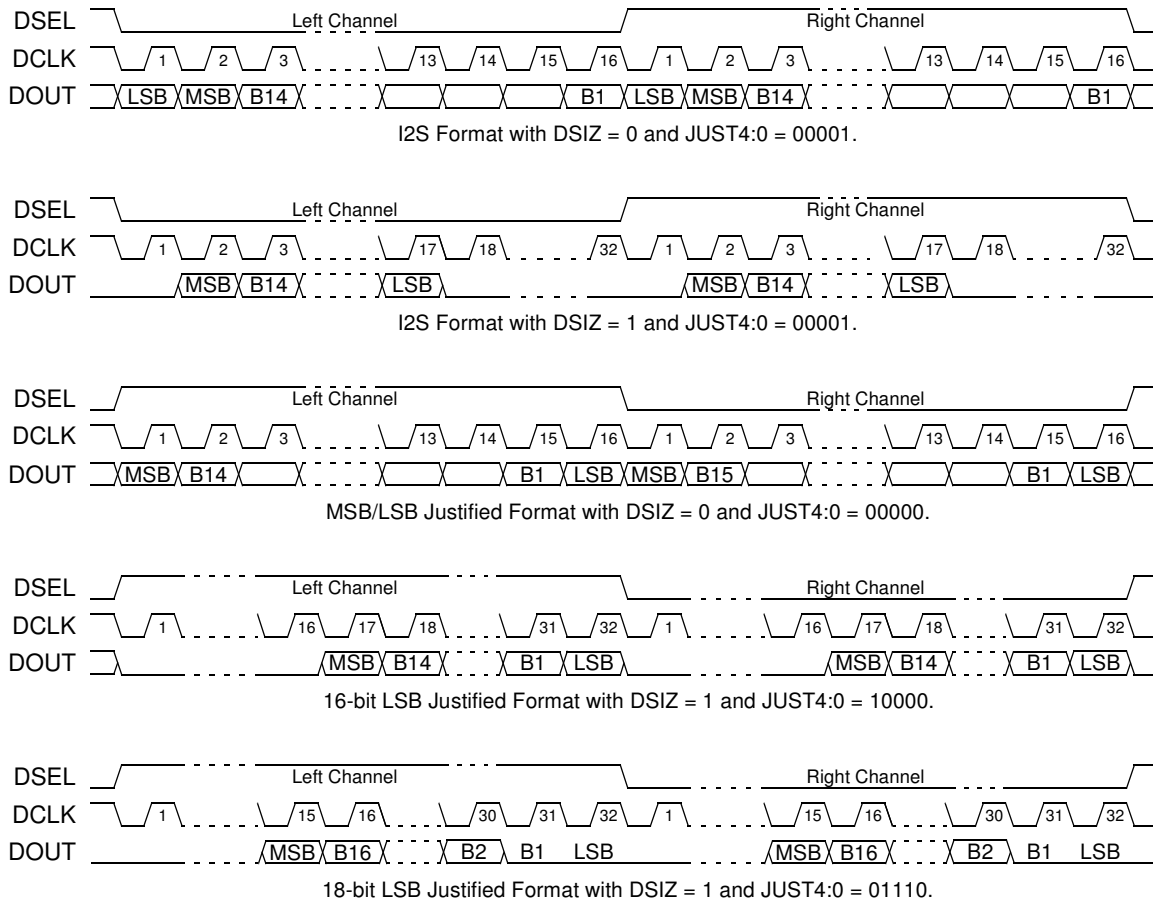 DSEL Left Channel Right Channel
DCLK 1 2 3 13 14 15 16 1 2 3 13 14 15 16
DOUT LSB MSB B14 B1 LSB MSB B14 B1
I2S Format with DSIZ = 0 and JUST4:0 = 00001.
DSEL Left Channel Right Channel
DCLK 1 2 3 17 18 32 1 2 3 17 18 32
DOUT MSB B14 LSB MSB B14 LSB
I2S Format with DSIZ = 1 and JUST4:0 = 00001.
DSEL Left Channel Right Channel
DCLK 1 2 3 13 14 15 16 1 2 3 13 14 15 16
DOUT MSB B14 B1 LSB MSB B15 B1 LSB
MSB/LSB Justified Format with DSIZ = 0 and JUST4:0 = 00000.
DSEL Left Channel Right Channel
DCLK 1 16 17 18 31 32 1 16 17 18 31 32
DOUT MSB B14 B1 LSB MSB B14 B1 LSB
16-bit LSB Justified Format with DSIZ = 1 and JUST4:0 = 10000.
DSEL Left Channel Right Channel
DCLK 1 15 16 30 31 32 1 15 16 30 31 32
DOUT MSB B16 B2 B1 LSB MSB B16 B2 B1 LSB
18-bit LSB Justified Format with DSIZ = 1 and JUST4:0 = 01110.